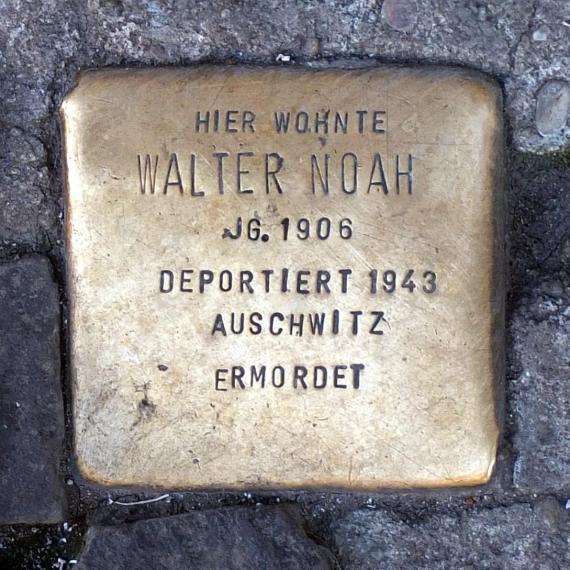 HIER WOHNTE
WALTER NOAH
JG. 1906
DEPORTIERT 1943
AUSCHWITZ
ERMORDET